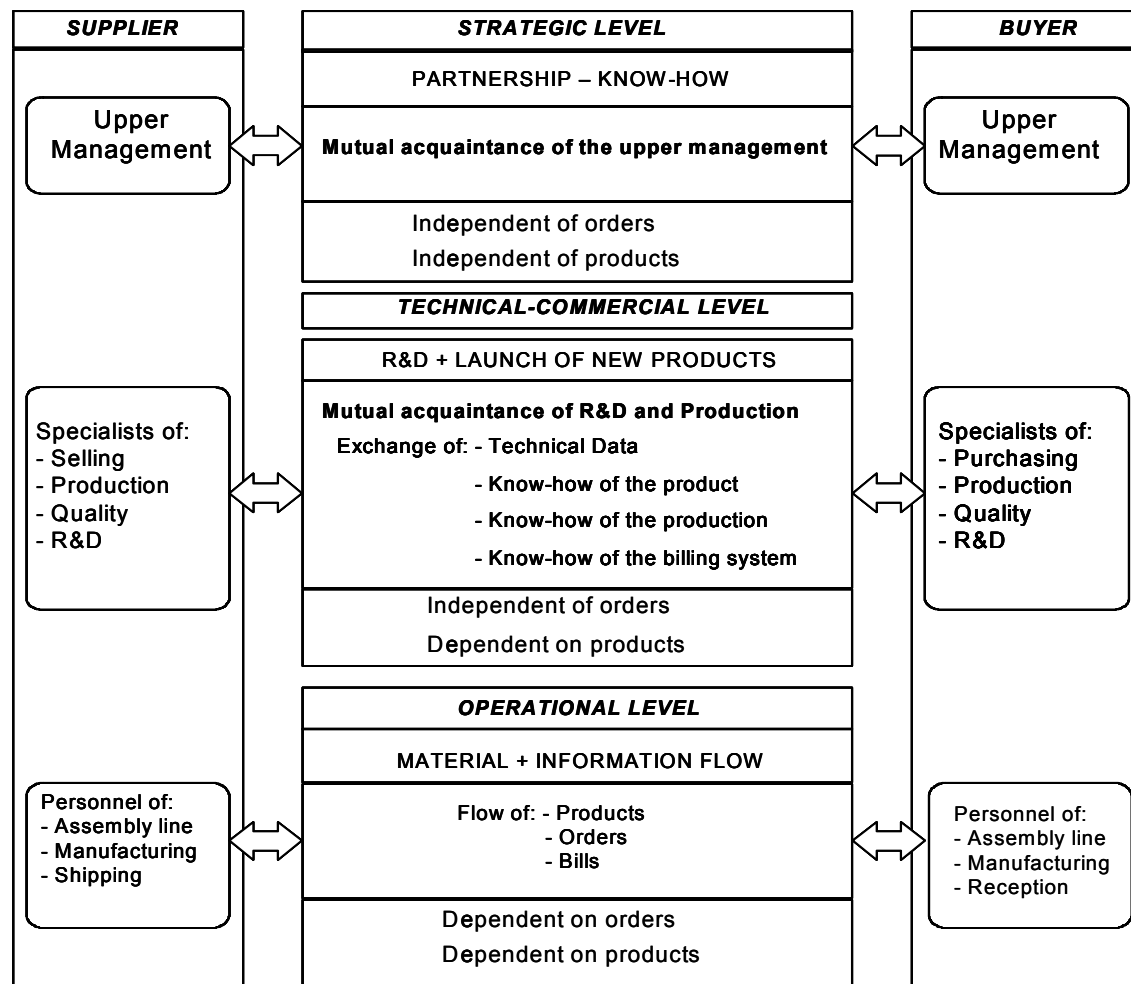 SUPPLIER
STRATEGIC LEVEL
BUYER
PARTNERSHIP – KNOW-HOW
Upper
Management
Mutual acquaintance of the upper management
Upper
Management
Independent of orders
Independent of products
TECHNICAL-COMMERCIAL LEVEL
R&D + LAUNCH OF NEW PRODUCTS
Specialists of:
- Selling
- Production
- Quality
- R&D
Mutual acquaintance of R&D and Production
Exchange of: - Technical Data
- Know-how of the product
- Know-how of the production
- Know-how of the billing system
Specialists of:
- Purchasing
- Production
- Quality
- R&D
Independent of orders
Dependent on products
OPERATIONAL LEVEL
MATERIAL + INFORMATION FLOW
Personnel of:
- Assembly line
- Manufacturing
- Shipping
Flow of: - Products
- Orders
- Bills
Personnel of:
- Assembly line
- Manufacturing
- Reception
Dependent on orders
Dependent on products